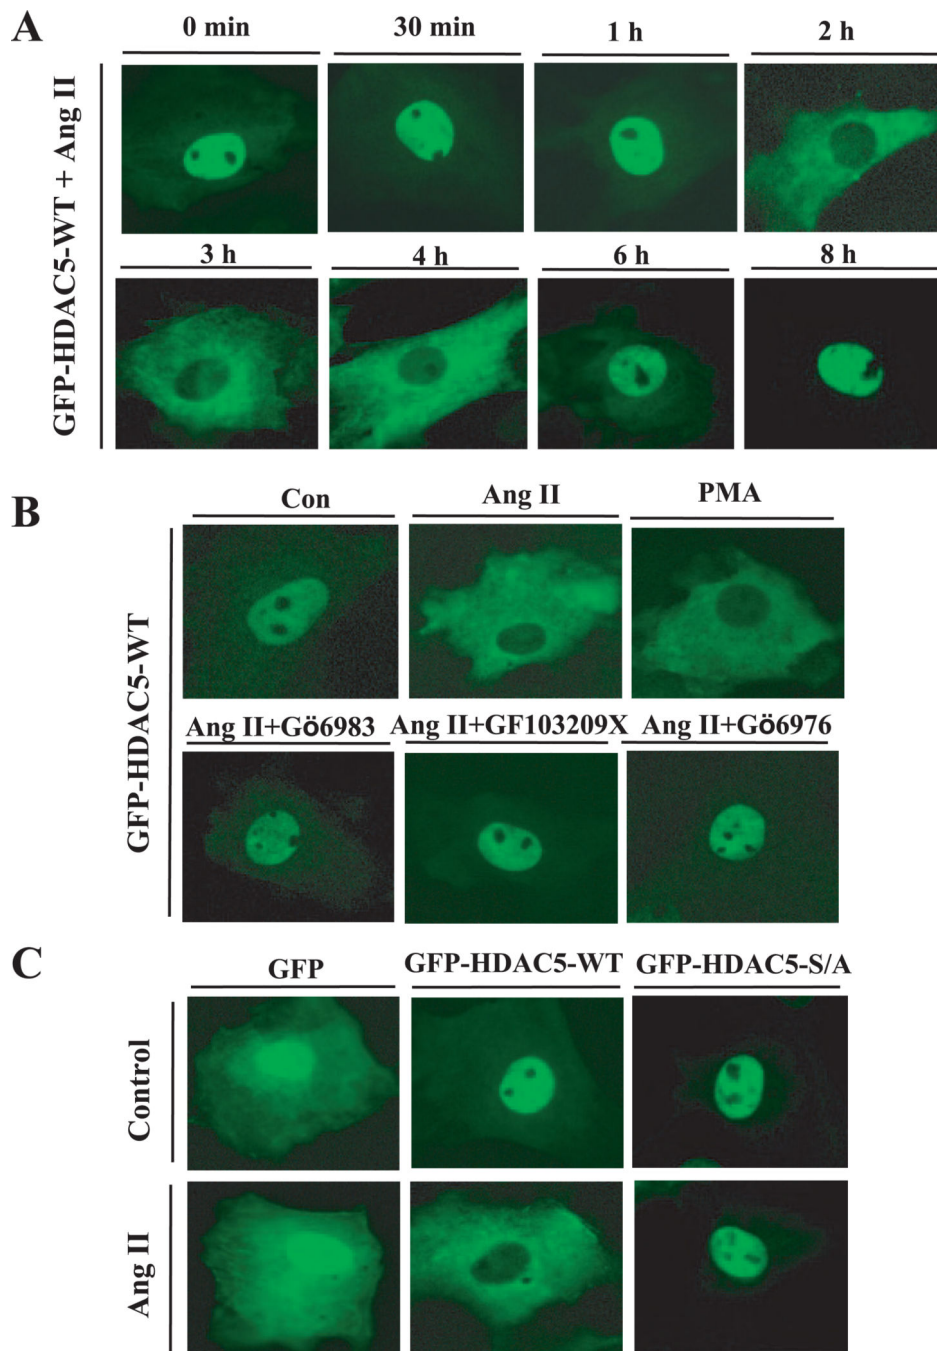 A
0 min 30 min 1 h 2 h
GFP-HDAC5-WT + Ang II
3 h 4 h 6 h 8 h
B
Con Ang II PMA
GFP-HDAC5-WT
Ang II+Gö6983 Ang II+GF103209X Ang II+Gö6976
C
GFP GFP-HDAC5-WT GFP-HDAC5-S/A
Control
Ang II